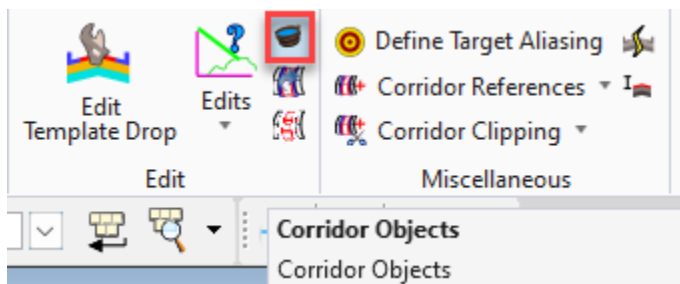 Edit
Template Drop
Edits
Edit
Define Target Aliasing
Corridor References
Corridor Clipping
Miscellaneous
Corridor Objects
Corridor Objects